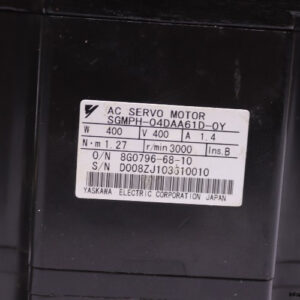 AC SERVO MOTOR
SGMPH-04DAA61D-0Y
W 400 V 400 A 1.4
N·m 1.27 r/min 3000 Ins.B
O/N 8G0796-68-10
S/N D008ZJ103310010
YASKAWA ELECTRIC CORPORATION JAPAN